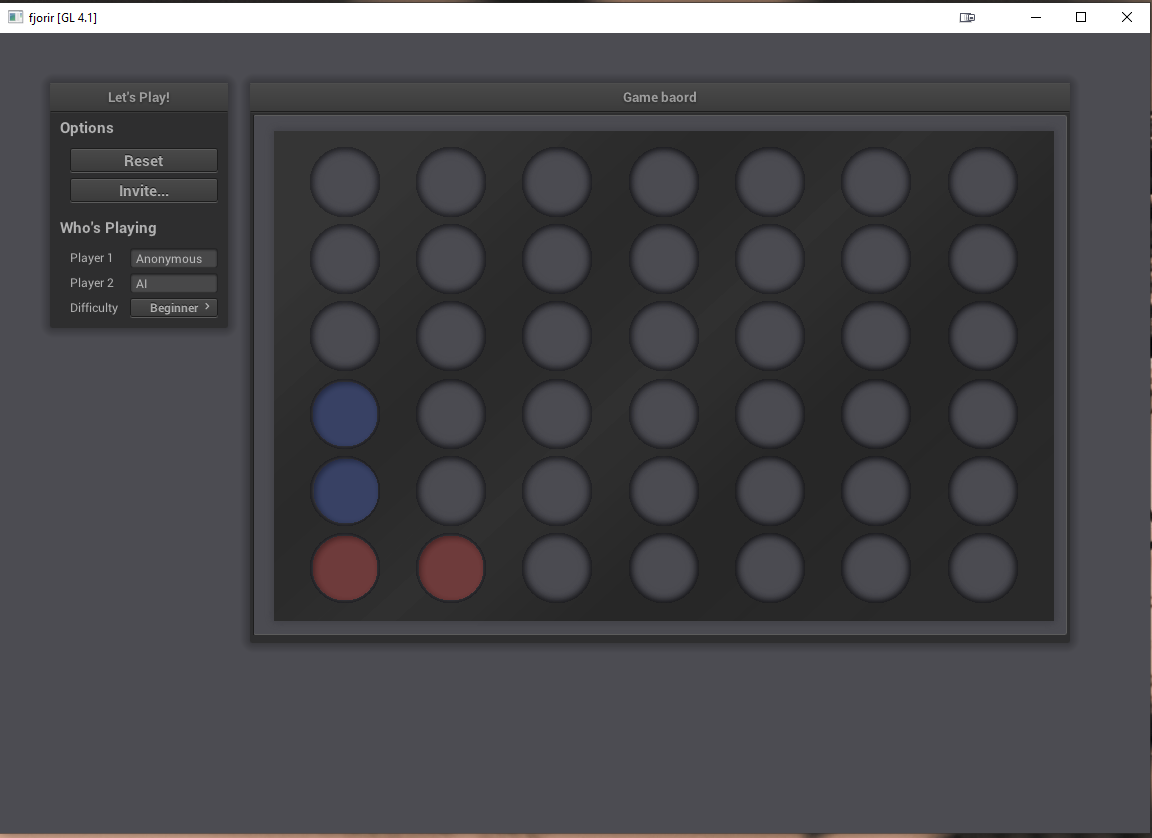 fjorir [GL 4.1]
Let's Play!
Game baord
Options
Reset
Invite...
Who's Playing
Player 1 Anonymous
Player 2 AI
Difficulty Beginner